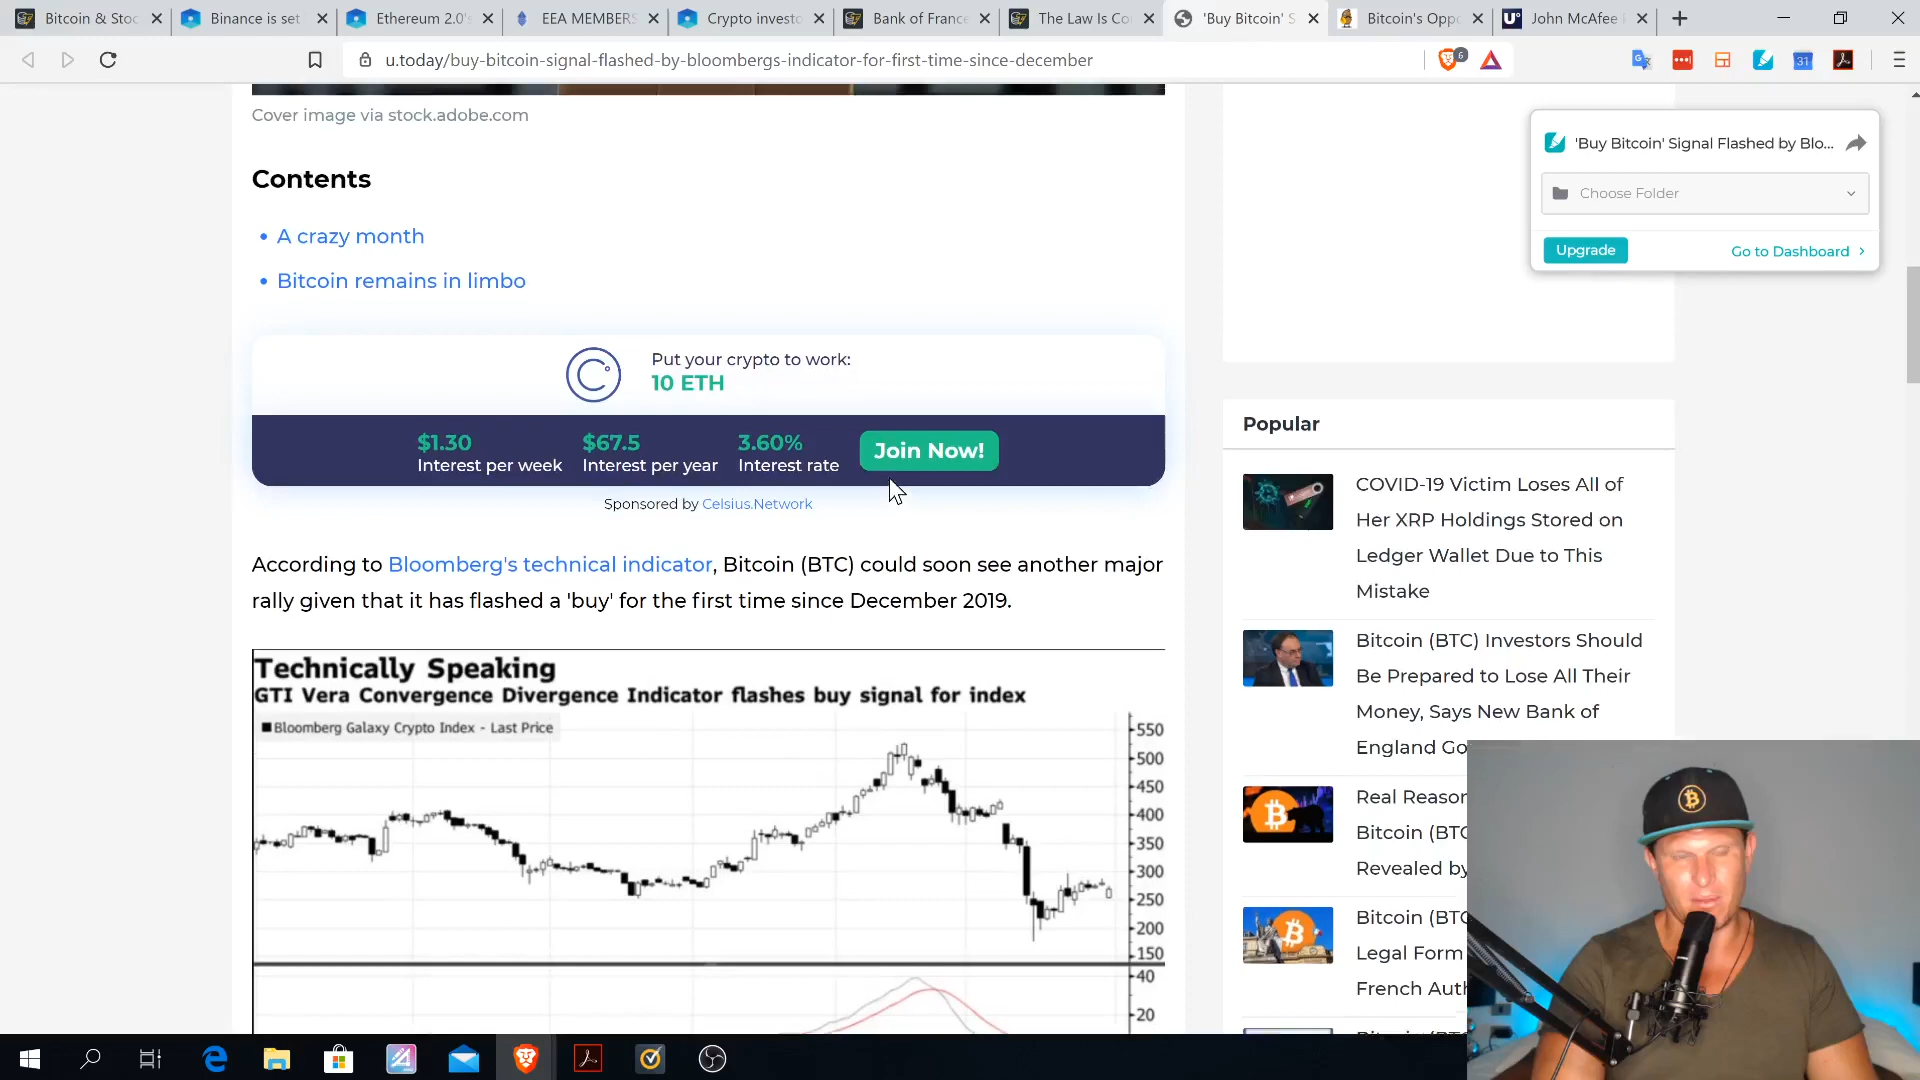 Bitcoin & Stoc
Binance is set
Ethereum 2.0's
EEA MEMBERS
Crypto investo
Bank of France
The Law Is Co
'Buy Bitcoin' S
Bitcoin's Oppo
John McAfee
u.today/buy-bitcoin-signal-flashed-by-bloombergs-indicator-for-first-time-since-december
6
31
Cover image via stock.adobe.com
Contents
A crazy month
Bitcoin remains in limbo
Put your crypto to work:
10 ETH
$1.30
Interest per week
$67.5
Interest per year
3.60%
Interest rate
Join Now!
Sponsored by Celsius.Network
According to Bloomberg's technical indicator, Bitcoin (BTC) could soon see another major
rally given that it has flashed a 'buy' for the first time since December 2019.
Technically Speaking
GTI Vera Convergence Divergence Indicator flashes buy signal for index
Bloomberg Galaxy Crypto Index - Last Price
550
500
450
400
350
300
250
200
150
40
20
'Buy Bitcoin' Signal Flashed by Blo...
Choose Folder
Upgrade
Go to Dashboard
Popular
COVID-19 Victim Loses All of
Her XRP Holdings Stored on
Ledger Wallet Due to This
Mistake
Bitcoin (BTC) Investors Should
Be Prepared to Lose All Their
Money, Says New Bank of
England Go
Real Reason
Bitcoin (BTC
Revealed by
Bitcoin (BTC
Legal Form
French Auth